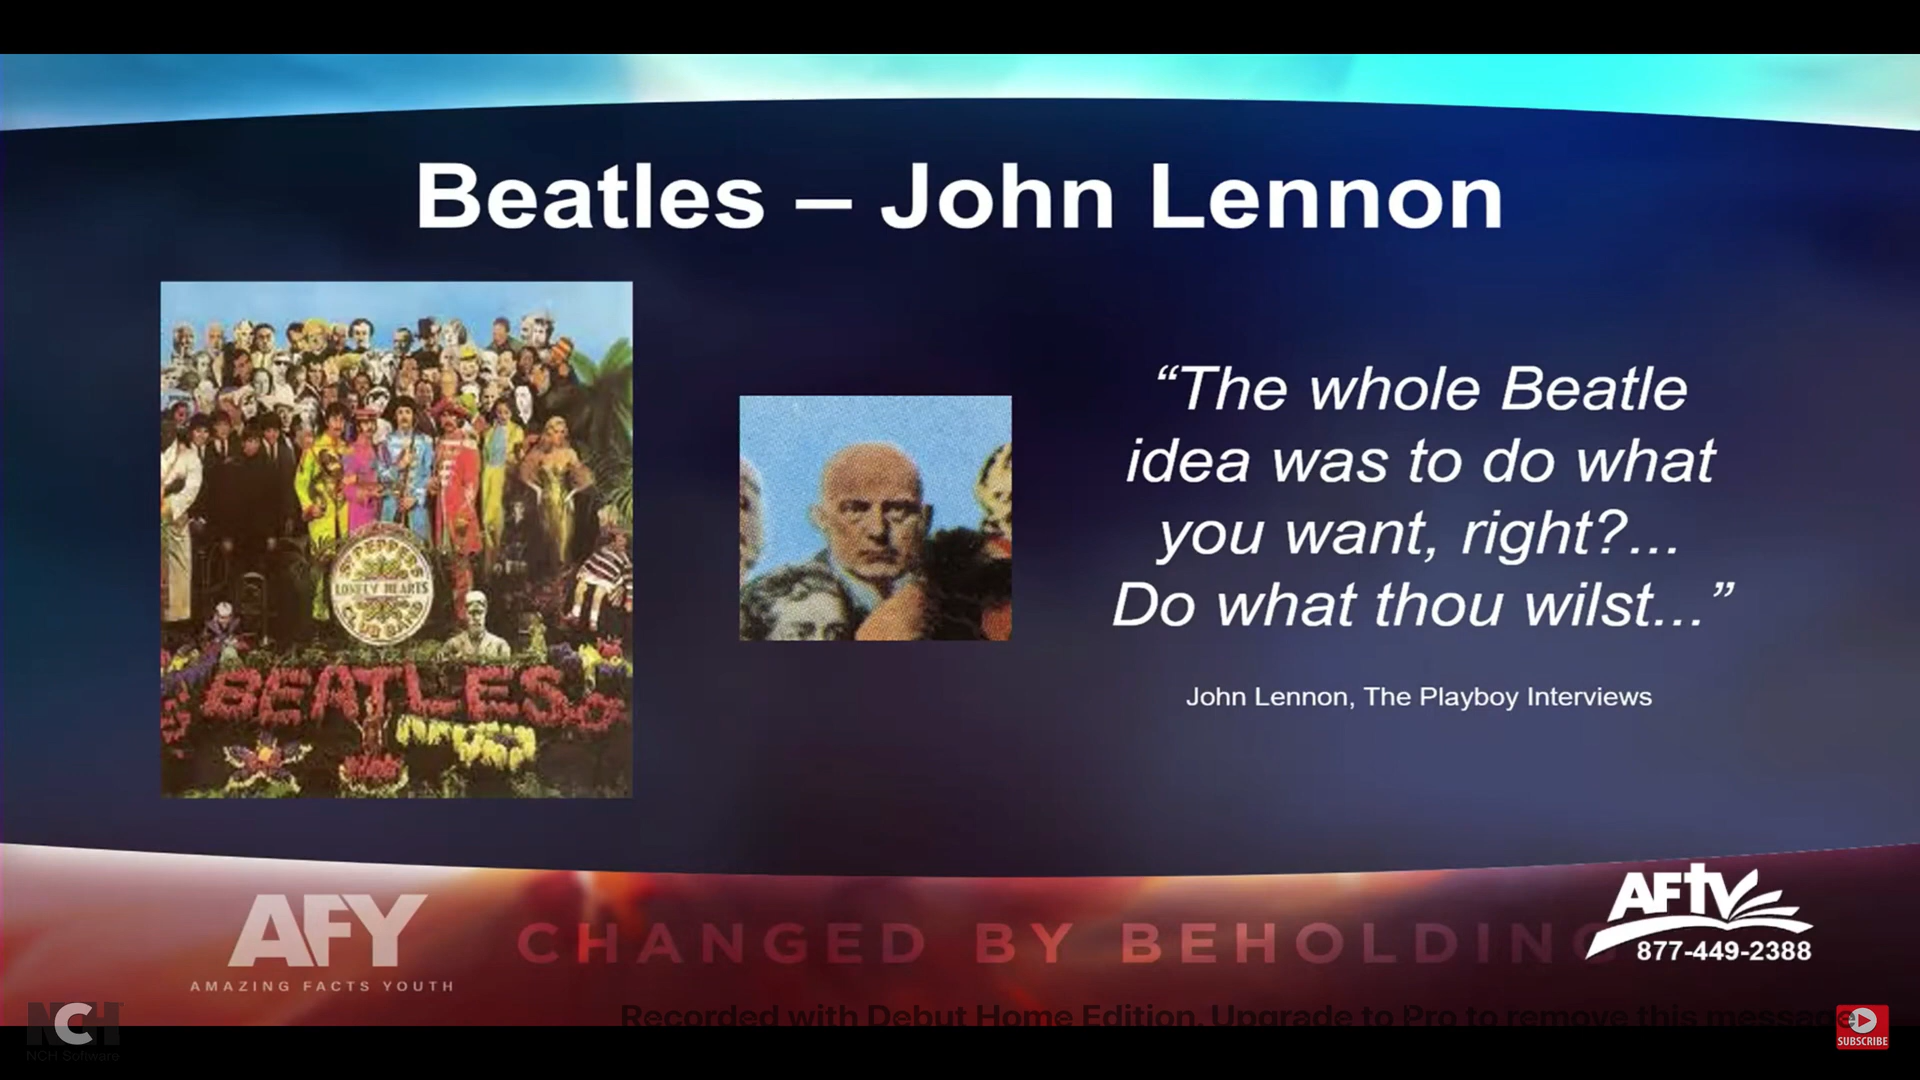 Beatles – John Lennon
SGT. PEPPERS
LONELY HEARTS
CLUB BAND
BEATLES
“The whole Beatle
idea was to do what
you want, right?...
Do what thou wilst...”
John Lennon, The Playboy Interviews
AFY
AMAZING FACTS YOUTH
CHANGED BY BEHOLDING
AFTV
877-449-2388
NCH
NCH Software
Recorded with Debut Home Edition. Upgrade to Pro to remove this message
SUBSCRIBE